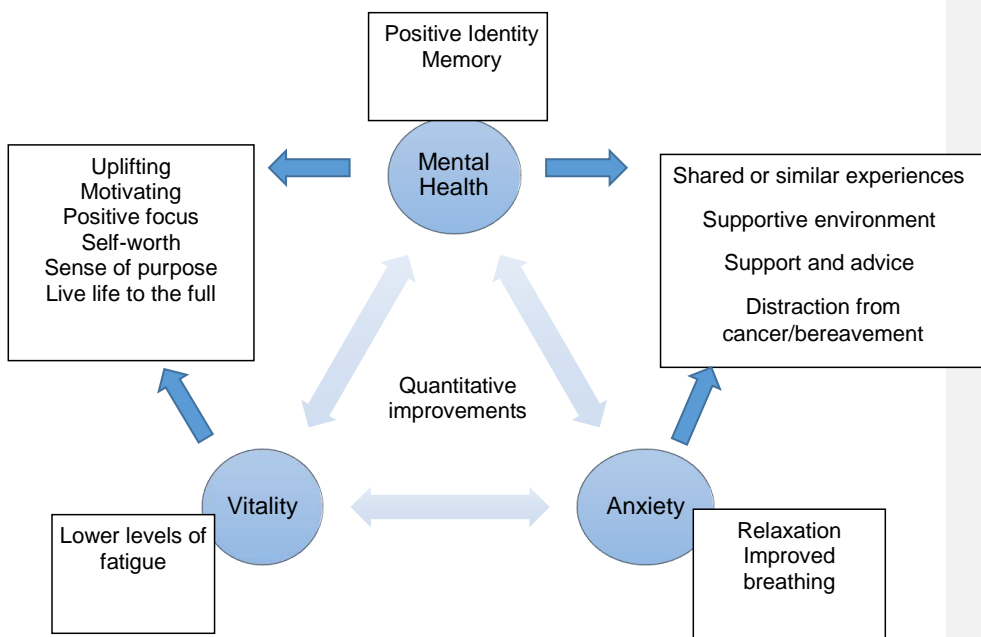 Positive Identity
Memory
Mental
Health
Uplifting
Motivating
Positive focus
Self-worth
Sense of purpose
Live life to the full
Shared or similar experiences
Supportive environment
Support and advice
Distraction from
cancer/bereavement
Quantitative
improvements
Vitality
Lower levels of
fatigue
Anxiety
Relaxation
Improved
breathing